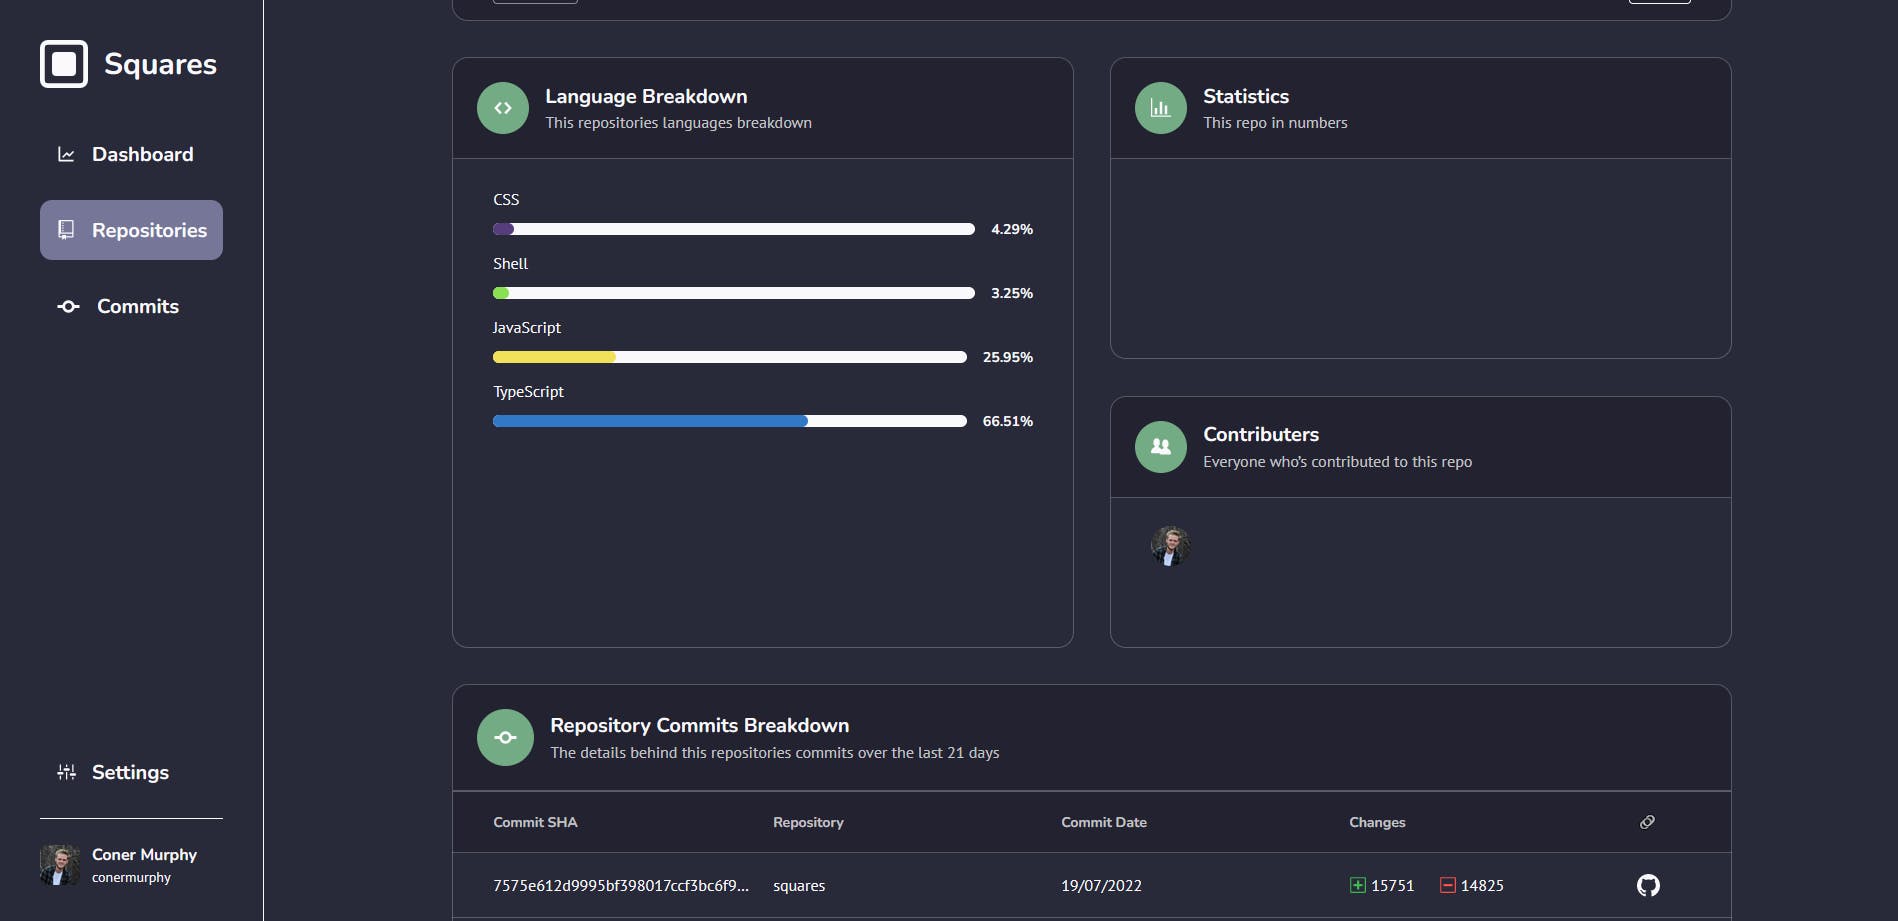 Squares
Dashboard
Repositories
Commits
Settings
Coner Murphy
conermurphy
Language Breakdown
This repositories languages breakdown
CSS
4.29%
Shell
3.25%
JavaScript
25.95%
TypeScript
66.51%
Statistics
This repo in numbers
Contributers
Everyone who's contributed to this repo
Repository Commits Breakdown
The details behind this repositories commits over the last 21 days
Commit SHA Repository Commit Date Changes
7575e612d9995bf398017ccf3bc6f9... squares 19/07/2022 15751 14825